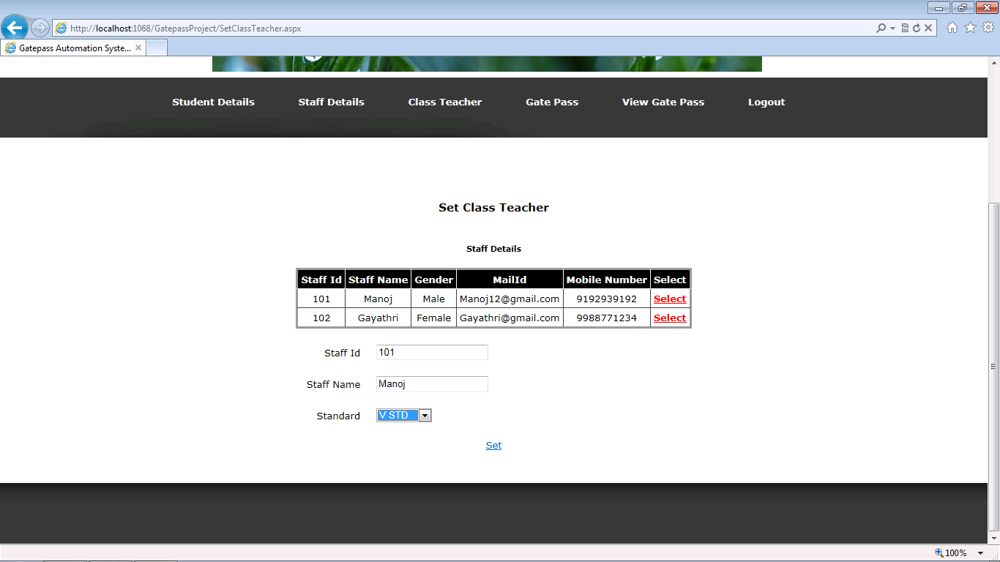 http://localhost:1068/GatepassProject/SetClassTeacher.aspx
Gatepass Automation Syste...
Student Details Staff Details Class Teacher Gate Pass View Gate Pass Logout
Set Class Teacher
Staff Details
Staff Id Staff Name Gender MailId Mobile Number Select
101 Manoj Male Manoj12@gmail.com 9192939192 Select
102 Gayathri Female Gayathri@gmail.com 9988771234 Select
Staff Id 101
Staff Name Manoj
Standard V STD
Set
100%